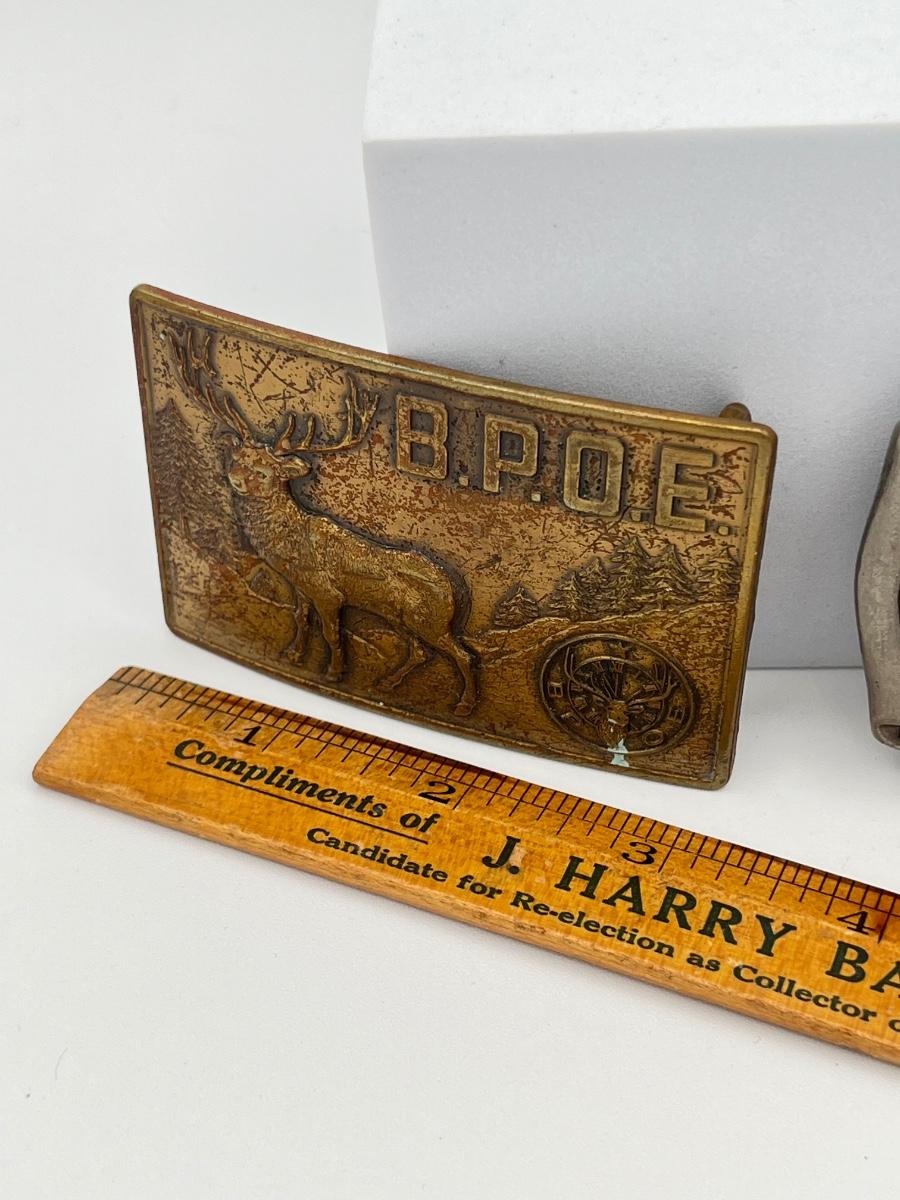 B.P.O.E.
B P O E
1 2 3 4
Compliments of
J. HARRY BA
Candidate for Re-election as Collector o